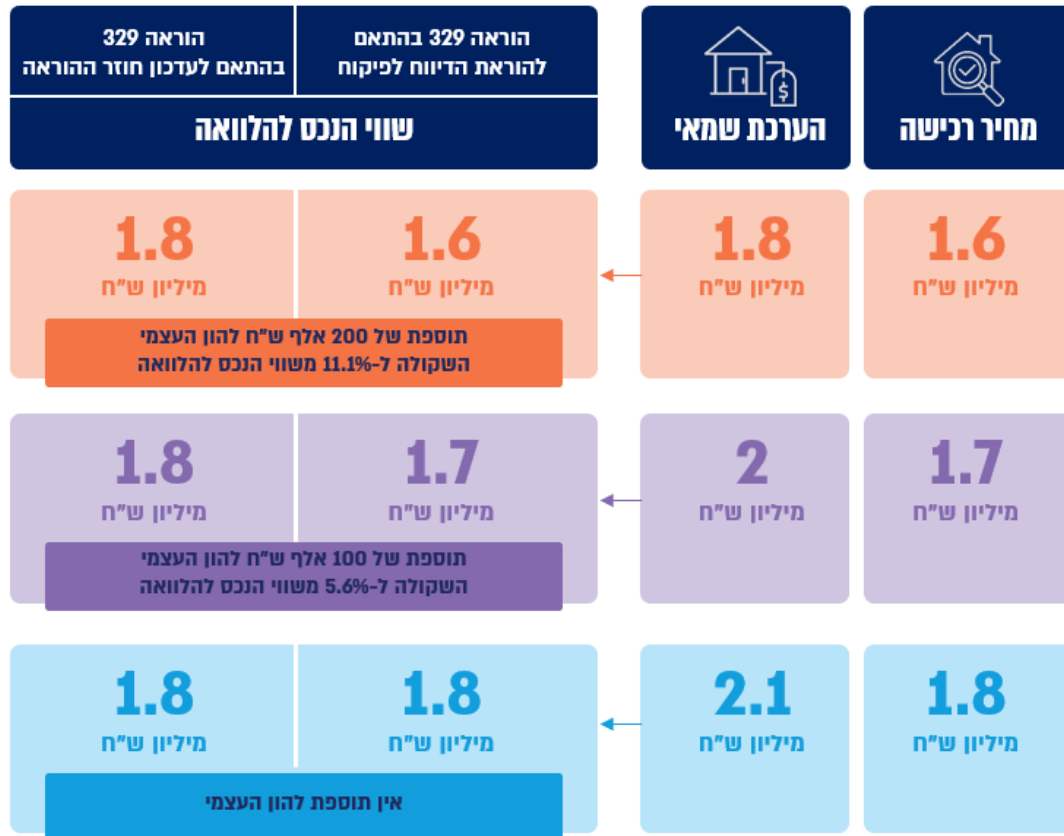 מחיר רכישה
הערכת שמאי
הוראה 329 בהתאם
להוראת הדיווח לפיקוח
הוראה 329
בהתאם לעדכון חוזר ההוראה
שווי הנכס להלוואה
1.6
מיליון ש"ח
1.8
מיליון ש"ח
1.6
מיליון ש"ח
1.8
מיליון ש"ח
תוספת של 200 אלף ש"ח להון העצמי
השקולה ל-11.1% משווי הנכס להלוואה
1.7
מיליון ש"ח
2
מיליון ש"ח
1.7
מיליון ש"ח
1.8
מיליון ש"ח
תוספת של 100 אלף ש"ח להון העצמי
השקולה ל-5.6% משווי הנכס להלוואה
1.8
מיליון ש"ח
2.1
מיליון ש"ח
1.8
מיליון ש"ח
1.8
מיליון ש"ח
אין תוספת להון העצמי